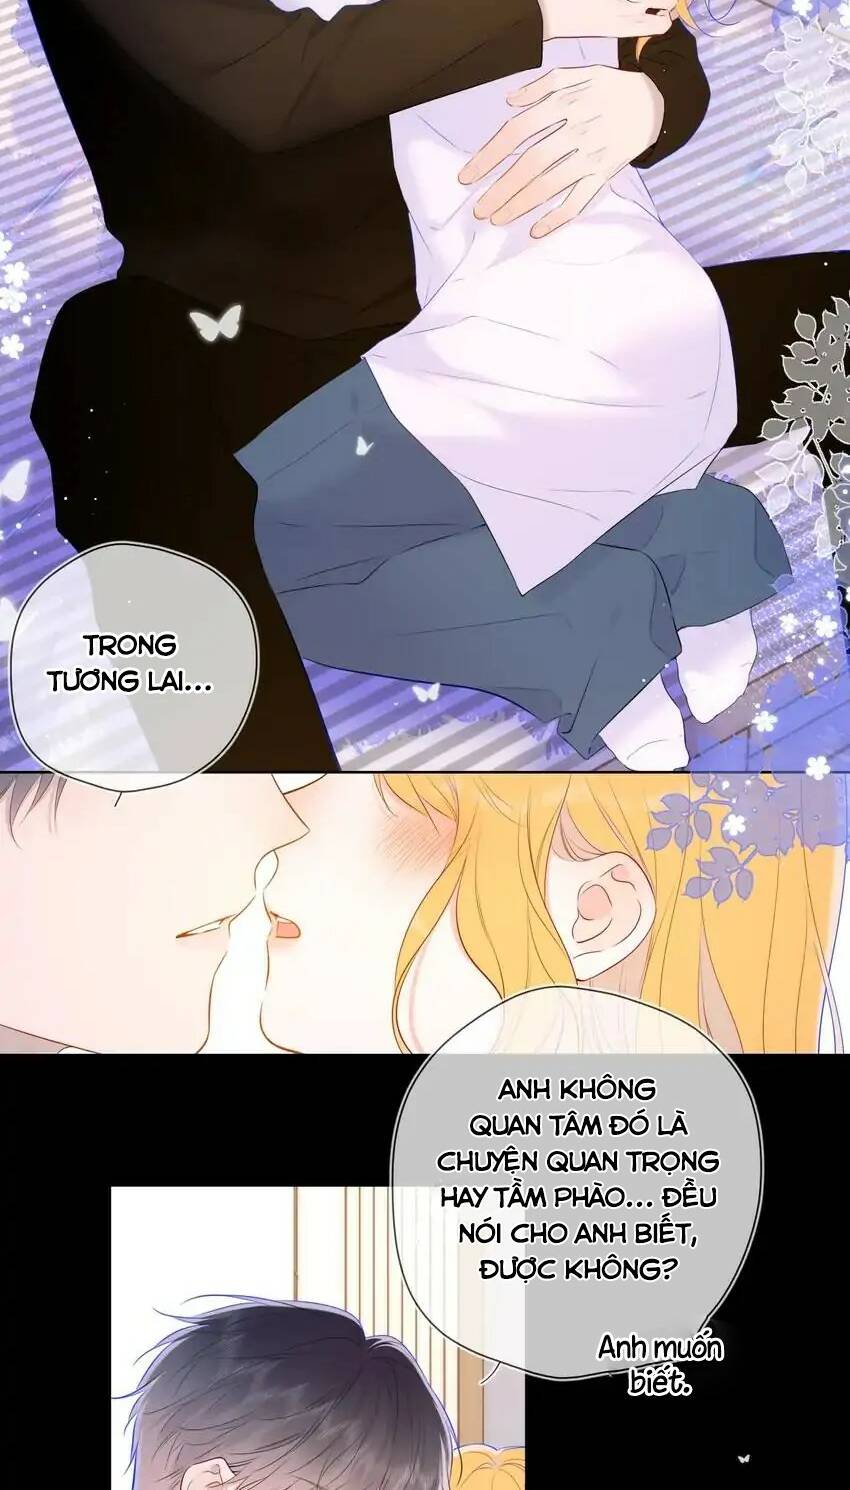 TRONG
TƯƠNG LAI...
ANH KHÔNG
QUAN TÂM ĐÓ LÀ
CHUYỆN QUAN TRỌNG
HAY TẦM PHÀO... ĐỀU
NÓI CHO ANH BIẾT,
ĐƯỢC KHÔNG?
Anh muốn
biết.